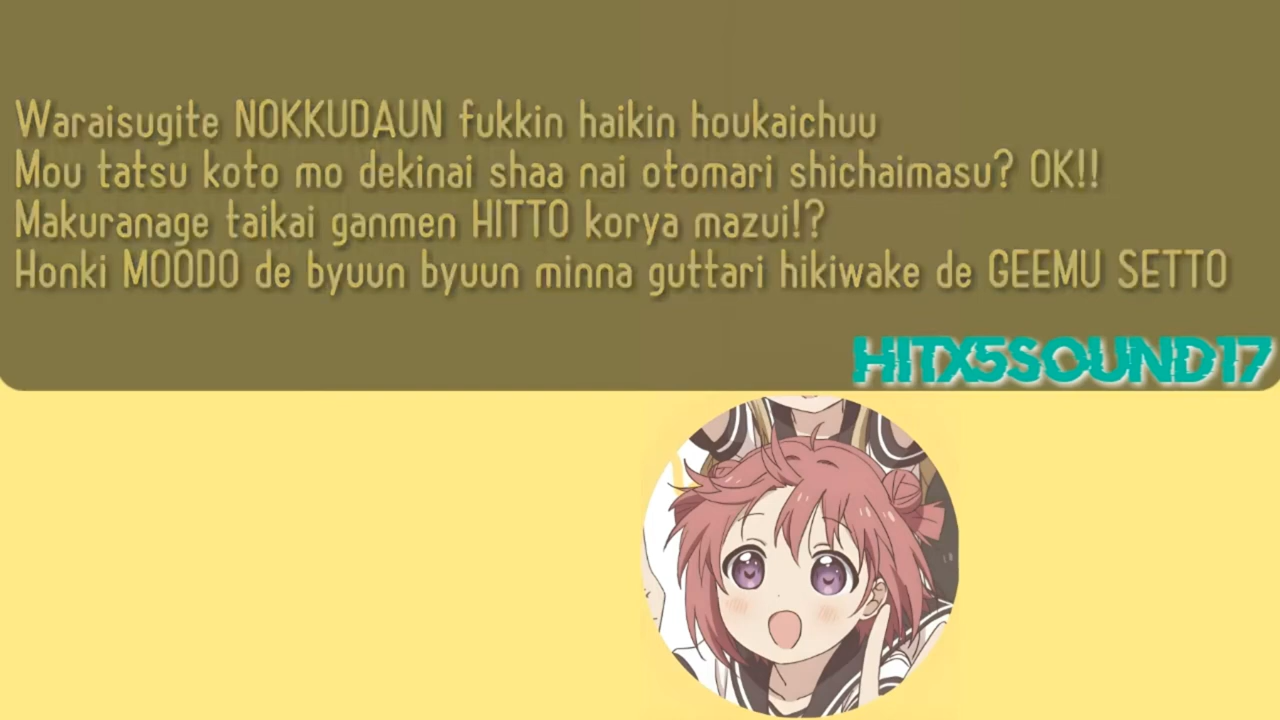 Waraisugite NOKKUDAUN fukkin haikin houkaichuu
Mou tatsu koto mo dekinai shaa nai otomari shichaimasu? OK!!
Makuranage taikai ganmen HITTO korya mazui!?
Honki MOODO de byuun byuun minna guttari hikiwake de GEEMU SETTO
HITX5SOUND17